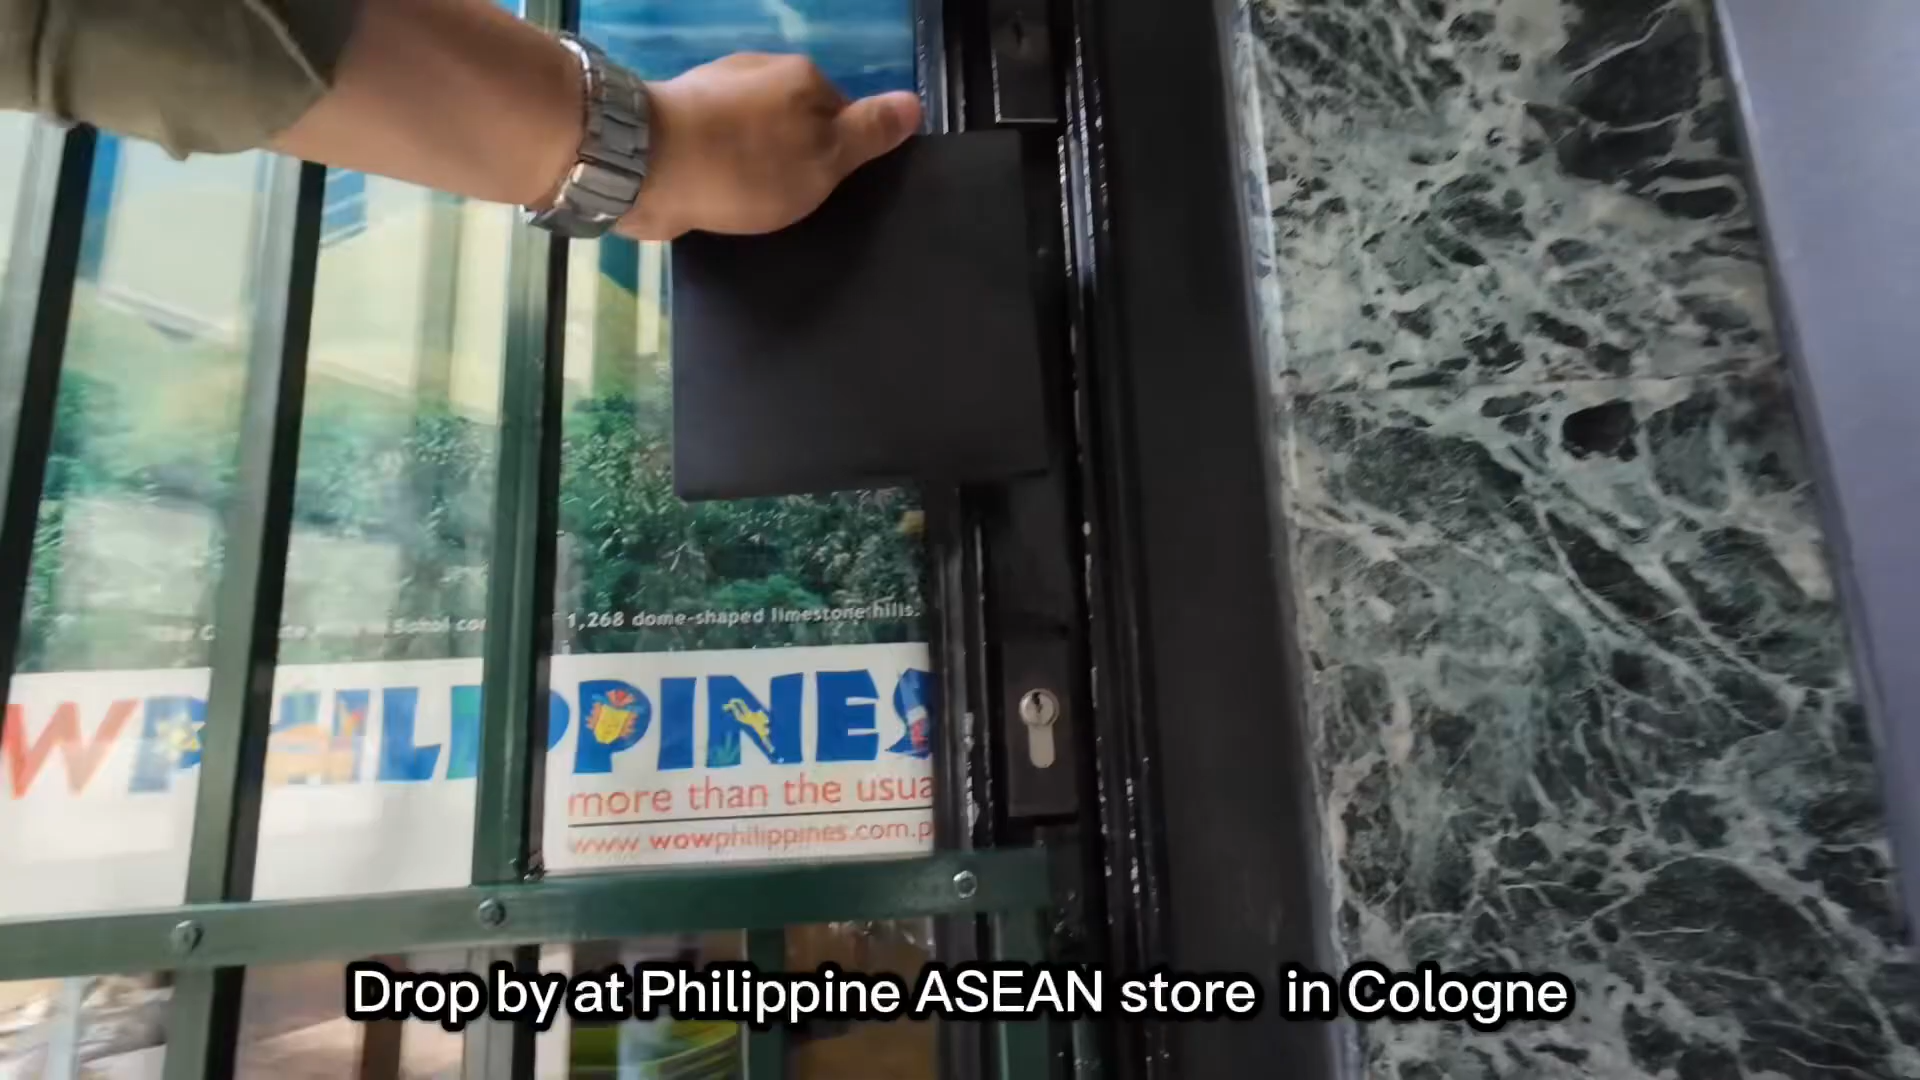 1,268 dome-shaped limestone hills.
W PHILIPPINES
more than the usua
www.wowphilippines.com.p
Drop by at Philippine ASEAN store in Cologne